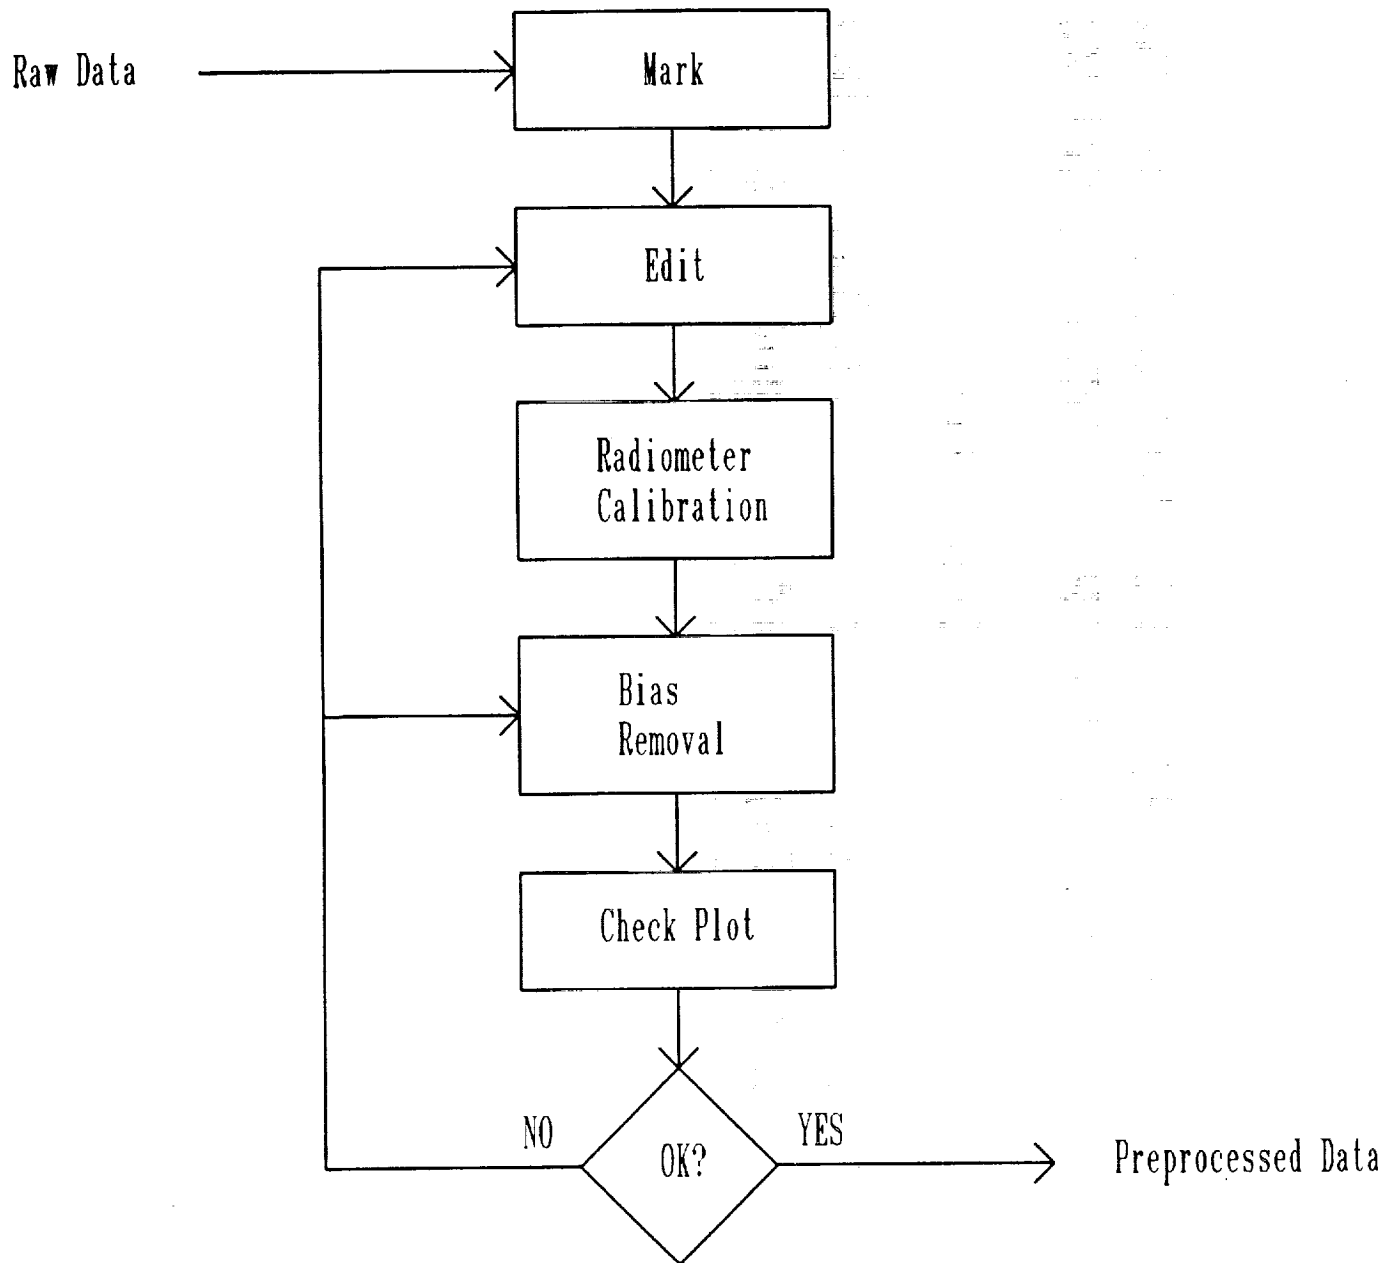 Raw Data
Mark
Edit
Radiometer
Calibration
Bias
Removal
Check Plot
NO
OK?
YES
Preprocessed Data